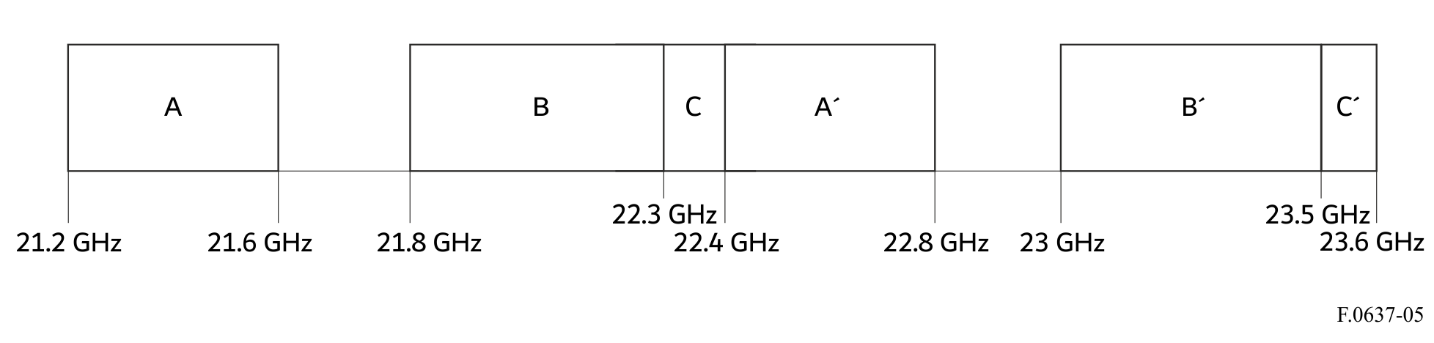 A B C A´ B´ C´
22.3 GHz 23.5 GHz
21.2 GHz 21.6 GHz 21.8 GHz 22.4 GHz 22.8 GHz 23 GHz 23.6 GHz
F.0637-05